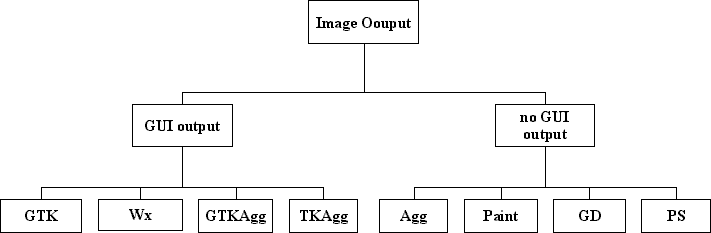 Image Oouput
GUI output
no GUI
output
GTK
Wx
GTKAgg
TKAgg
Agg
Paint
GD
PS